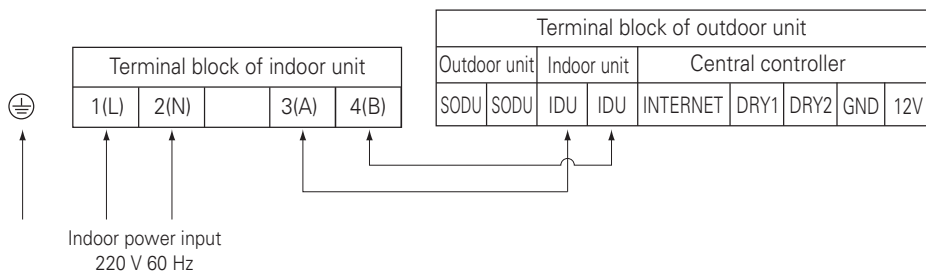 Terminal block of outdoor unit
Terminal block of indoor unit
Outdoor unit Indoor unit Central controller
1(L) 2(N) 3(A) 4(B)
SODU SODU IDU IDU INTERNET DRY1 DRY2 GND 12V
Indoor power input
220 V 60 Hz